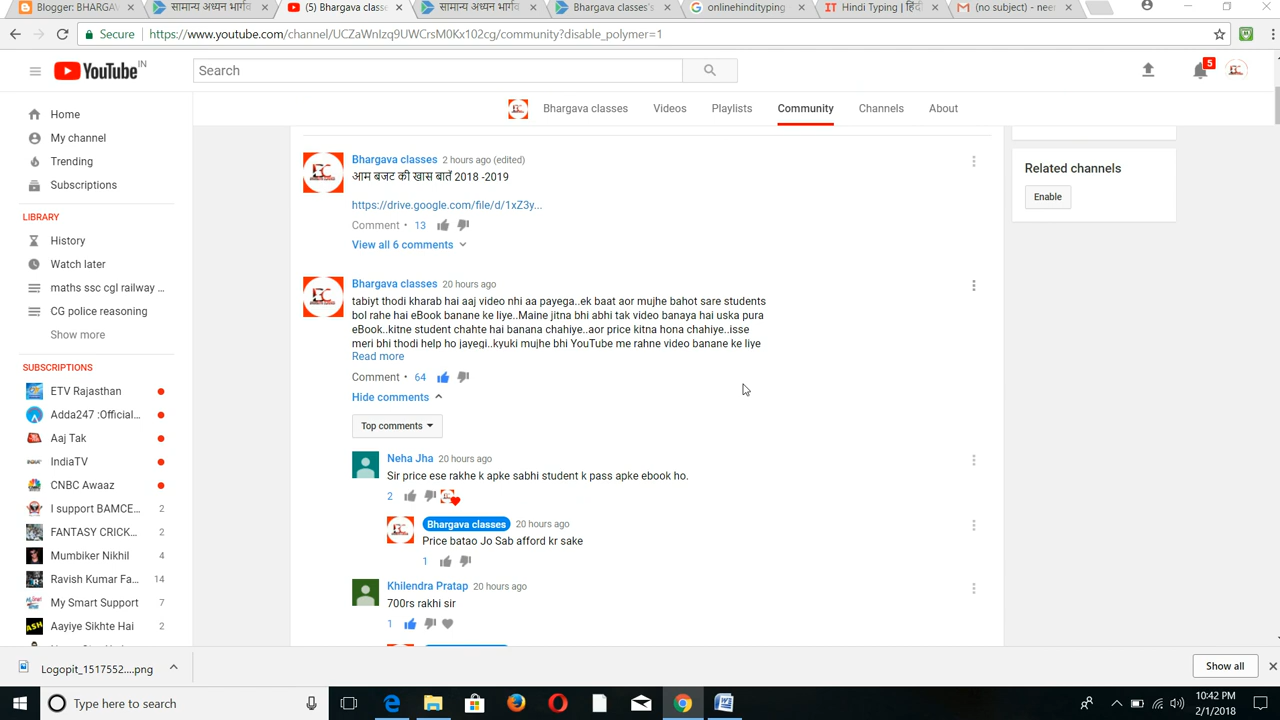 Blogger: BHARGAV
सामान्य अध्यन भार्गव
(5) Bhargava classe
सामान्य अध्यन भार्गव
Bhargava classes's
onlinehindityping
Hindi Typing | हिंदी
(no subject) - neer
Secure
https://www.youtube.com/channel/UCZaWnIzq9UWCrsM0Kx102cg/community?disable_polymer=1
YouTube IN
Search
5
Bhargava classes
Videos
Playlists
Community
Channels
About
Home
My channel
Trending
Subscriptions
LIBRARY
History
Watch later
maths ssc cgl railway ...
CG police reasoning
Show more
SUBSCRIPTIONS
ETV Rajasthan
Adda247 :Official...
Aaj Tak
IndiaTV
CNBC Awaaz
I support BAMCE... 2
FANTASY CRICK... 2
Mumbiker Nikhil 4
Ravish Kumar Fa... 14
My Smart Support 7
Aayiye Sikhte Hai 2
Bhargava classes 2 hours ago (edited)
आम बजट की खास बातें 2018 -2019
https://drive.google.com/file/d/1xZ3y...
Comment • 13
View all 6 comments
Bhargava classes 20 hours ago
tabiyt thodi kharab hai aaj video nhi aa payega..ek baat aor mujhe bahot sare students
bol rahe hai eBook banane ke liye..Maine jitna bhi abhi tak video banaya hai uska pura
eBook..kitne student chahte hai banana chahiye..aor price kitna hona chahiye..isse
meri bhi thodi help ho jayegi..kyuki mujhe bhi YouTube me rahne video banane ke liye
Read more
Comment • 64
Hide comments
Top comments
Neha Jha 20 hours ago
Sir price ese rakhe k apke sabhi student k pass apke ebook ho.
2
Bhargava classes 20 hours ago
Price batao Jo Sab afford kr sake
1
Khilendra Pratap 20 hours ago
700rs rakhi sir
1
Related channels
Enable
Logopit_1517552....png
Show all
Type here to search
10:42 PM
2/1/2018